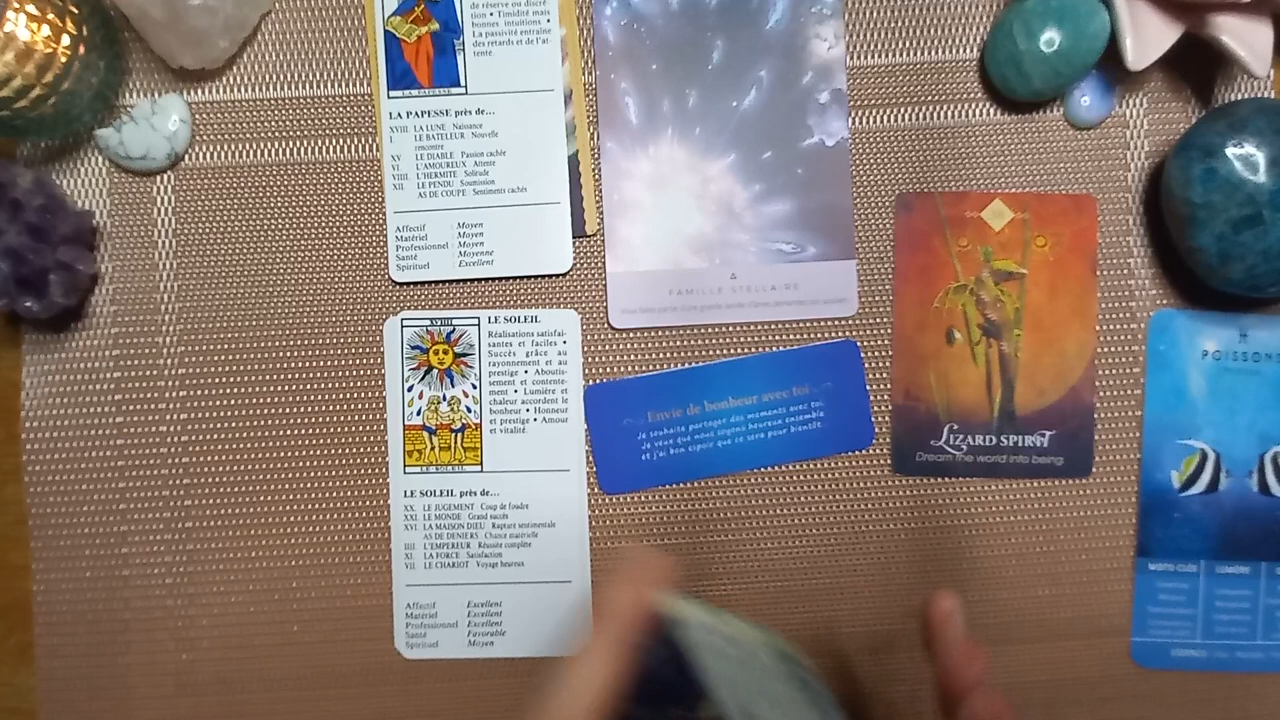 de réserve ou discré-
tion • Timidité mais
bonnes intuitions •
La passivité entraîne
des retards et de l'at-
tente.
LA PAPESSE
LA PAPESSE près de...
XVIII. LA LUNE Naissance
I. LE BATELEUR Nouvelle
rencontre
XV LE DIABLE Passion cachée
VI. L'AMOUREUX Attente
VIIII. L'HERMITE Solitude
XII. LE PENDU Soumission
AS DE COUPE Sentiments cachés
Affectif : Moyen
Matériel : Moyen
Professionnel : Moyen
Santé : Moyenne
Spirituel : Excellent
FAMILLE STELLAIRE
XVIIII
LE SOLEIL
LE SOLEIL
Réalisations satisfai-
santes et faciles •
Succès grâce au
rayonnement et au
prestige • Aboutis-
sement et contente-
ment • Lumière et
chaleur accordent le
bonheur • Honneur
et prestige • Amour
et vitalité.
LE SOLEIL près de...
XX. LE JUGEMENT Coup de foudre
XXI. LE MONDE Grand succès
XVI. LA MAISON DIEU Rupture sentimentale
AS DE DENIERS Chance matérielle
IIII. L'EMPEREUR Réussite complète
XI. LA FORCE Satisfaction
VII. LE CHARIOT Voyage heureux
Affectif : Excellent
Matériel : Excellent
Professionnel : Excellent
Santé : Favorable
Spirituel : Moyen
Envie de bonheur avec toi
Je souhaite partager des moments avec toi.
Je veux que nous soyons heureux ensemble
et j'ai bon espoir que ce sera pour bientôt.
LIZARD SPIRIT
Dream the world into being.
POISSONS
MOTS-CLÉS LUMIÈRE